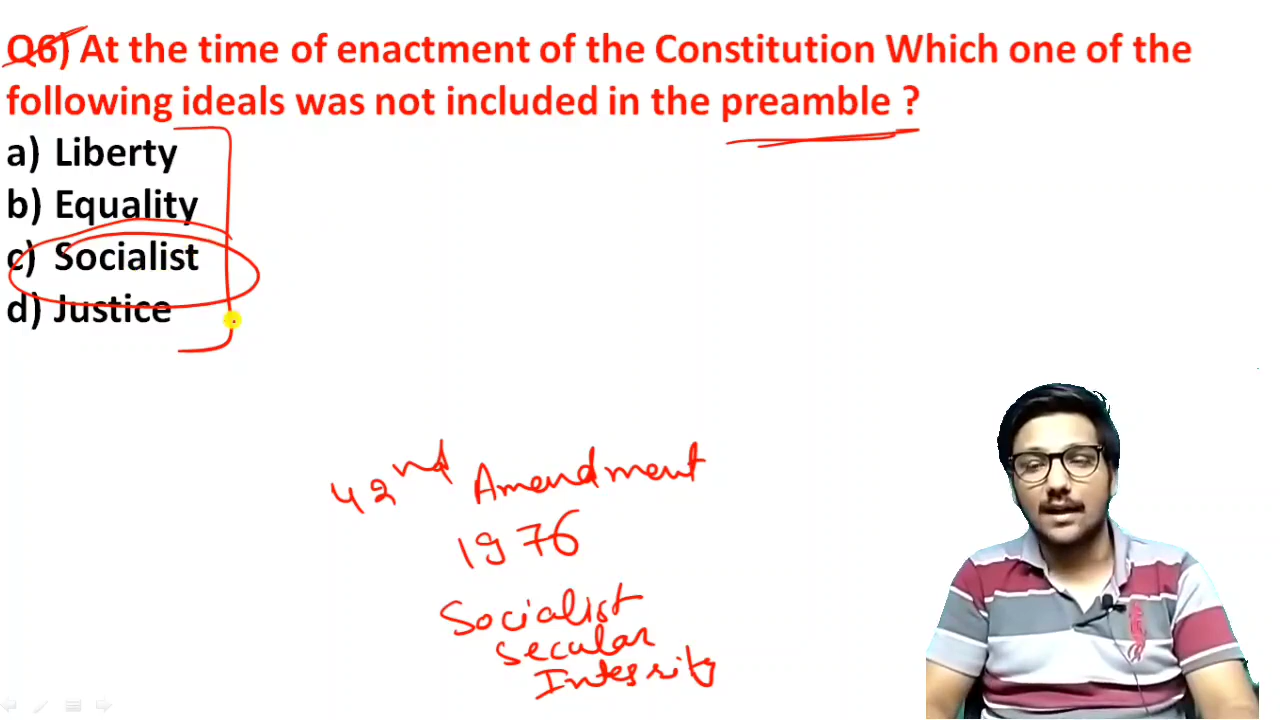 Q6) At the time of enactment of the Constitution Which one of the
following ideals was not included in the preamble ?
a) Liberty
b) Equality
c) Socialist
d) Justice
42nd Amendment
1976
Socialist
Secular
Integrity